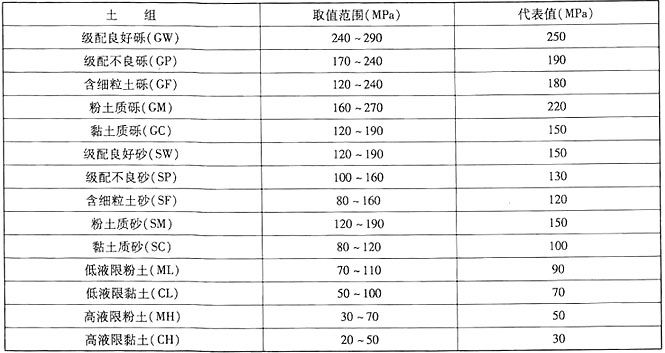 土 组 取值范围(MPa) 代表值(MPa)
级配良好砾(GW) 240~290 250
级配不良砾(GP) 170~240 190
含细粒土砾(GF) 120~240 180
粉土质砾(GM) 160~270 220
黏土质砾(GC) 120~190 150
级配良好砂(SW) 120~190 150
级配不良砂(SP) 100~160 130
含细粒土砂(SF) 80~160 120
粉土质砂(SM) 120~190 150
黏土质砂(SC) 80~120 100
低液限粉土(ML) 70~110 90
低液限黏土(CL) 50~100 70
高液限粉土(MH) 30~70 50
高液限黏土(CH) 20~50 30